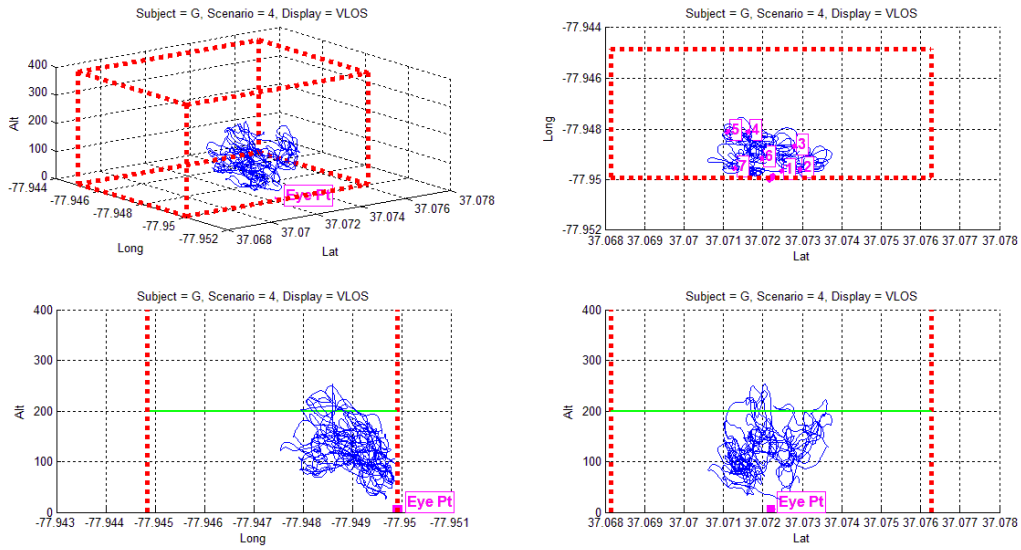 Subject = G, Scenario = 4, Display = VLOS
400
300
200
100
0
Alt
-77.944
-77.946
-77.948
-77.95
-77.952
Long
37.068
37.07
37.072
37.074
37.076
37.078
Lat
Eye Pt
Subject = G, Scenario = 4, Display = VLOS
-77.944
-77.946
-77.948
-77.95
-77.952
Long
5 4
3
6
7 1 2
37.068 37.069 37.07 37.071 37.072 37.073 37.074 37.075 37.076 37.077 37.078
Lat
Subject = G, Scenario = 4, Display = VLOS
400
300
200
100
0
Alt
Eye Pt
-77.943 -77.944 -77.945 -77.946 -77.947 -77.948 -77.949 -77.95 -77.951
Long
Subject = G, Scenario = 4, Display = VLOS
400
300
200
100
0
Alt
Eye Pt
37.068 37.069 37.07 37.071 37.072 37.073 37.074 37.075 37.076 37.077 37.078
Lat